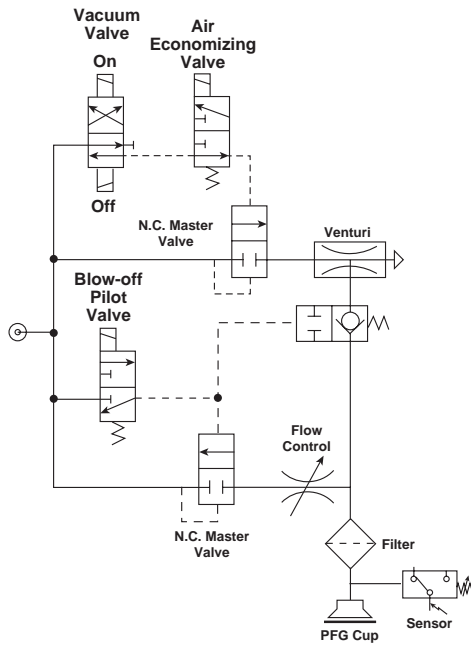 Vacuum
Valve
On
Air
Economizing
Valve
Off
N.C. Master
Valve
Venturi
Blow-off
Pilot
Valve
Flow
Control
N.C. Master
Valve
Filter
Sensor
PFG Cup